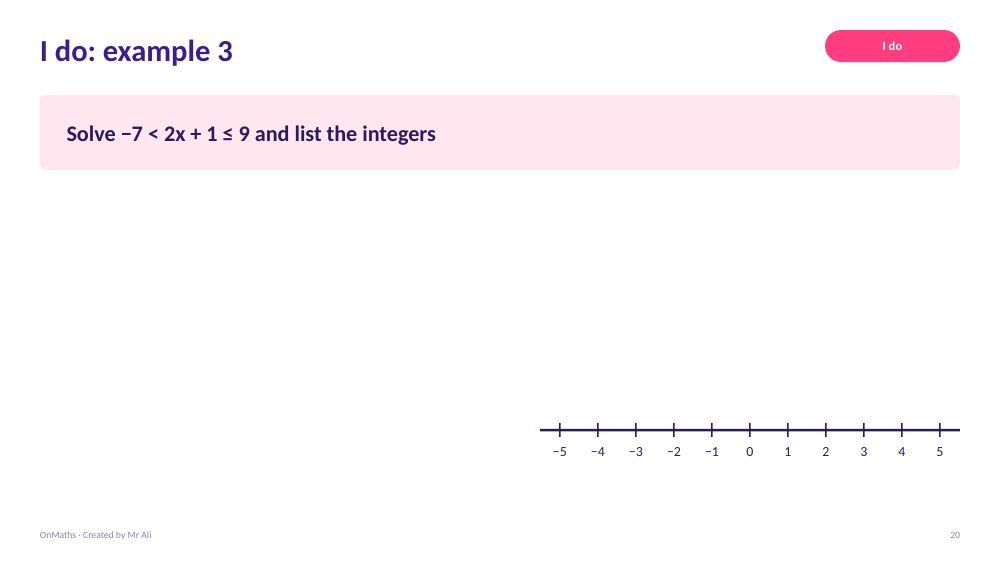 I do: example 3
I do
Solve −7 < 2x + 1 ≤ 9 and list the integers
−5 −4 −3 −2 −1 0 1 2 3 4 5
OnMaths · Created by Mr Ali
20